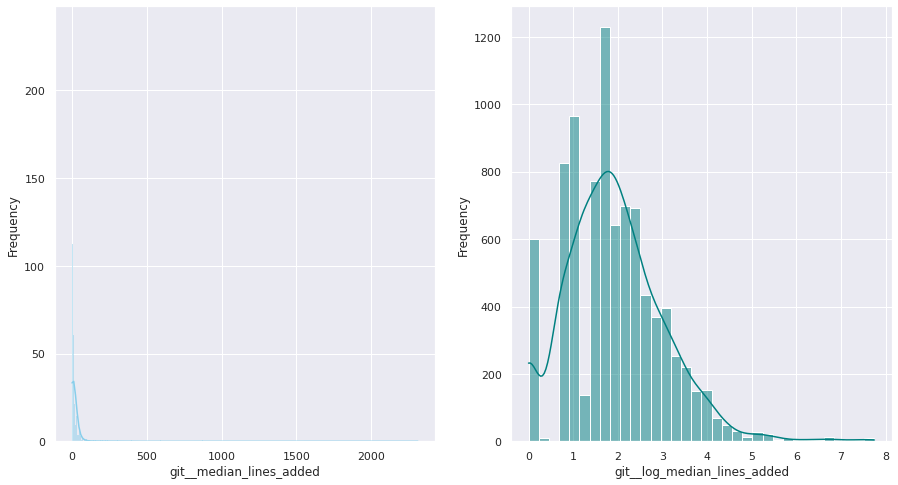 Frequency
200
150
100
50
0
0 500 1000 1500 2000
git__median_lines_added
Frequency
1200
1000
800
600
400
200
0
0 1 2 3 4 5 6 7 8
git__log_median_lines_added